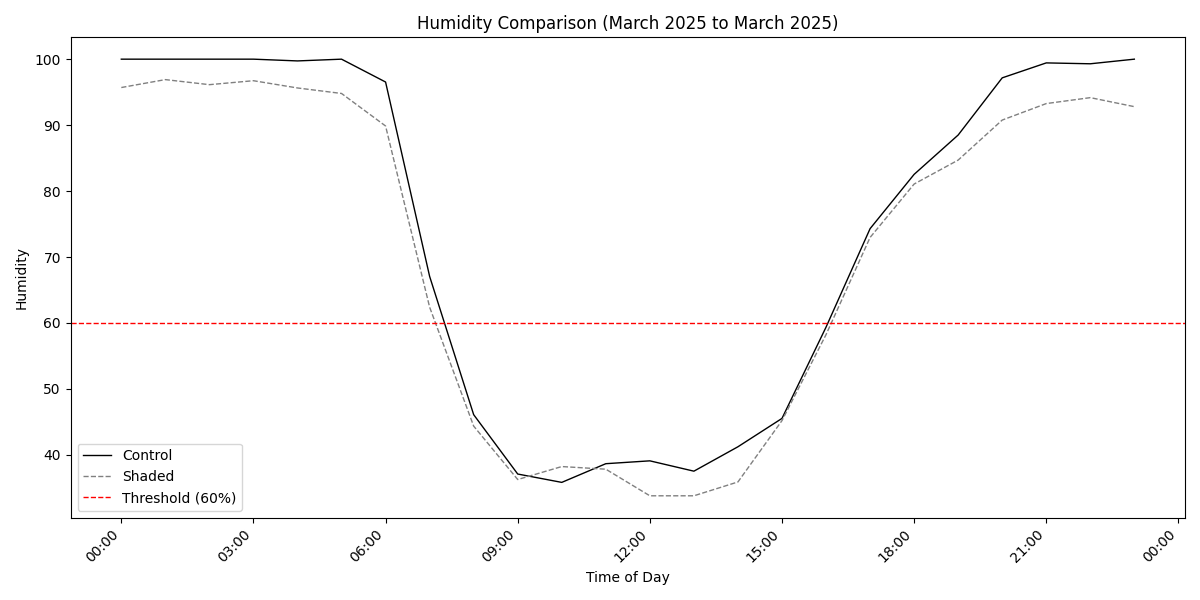 Humidity Comparison (March 2025 to March 2025)
100
90
80
70
60
50
40
Humidity
Control
Shaded
Threshold (60%)
00:00
03:00
06:00
09:00
12:00
15:00
18:00
21:00
00:00
Time of Day